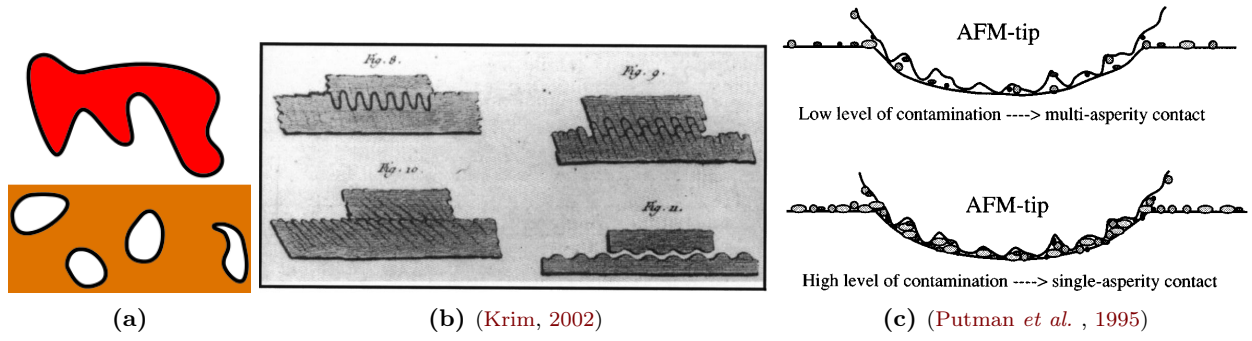 Fig. 8.
Fig. 9.
Fig. 10.
Fig. 11.
AFM-tip
Low level of contamination ----> multi-asperity contact
AFM-tip
High level of contamination ----> single-asperity contact
(a)
(b) (Krim, 2002)
(c) (Putman et al. , 1995)